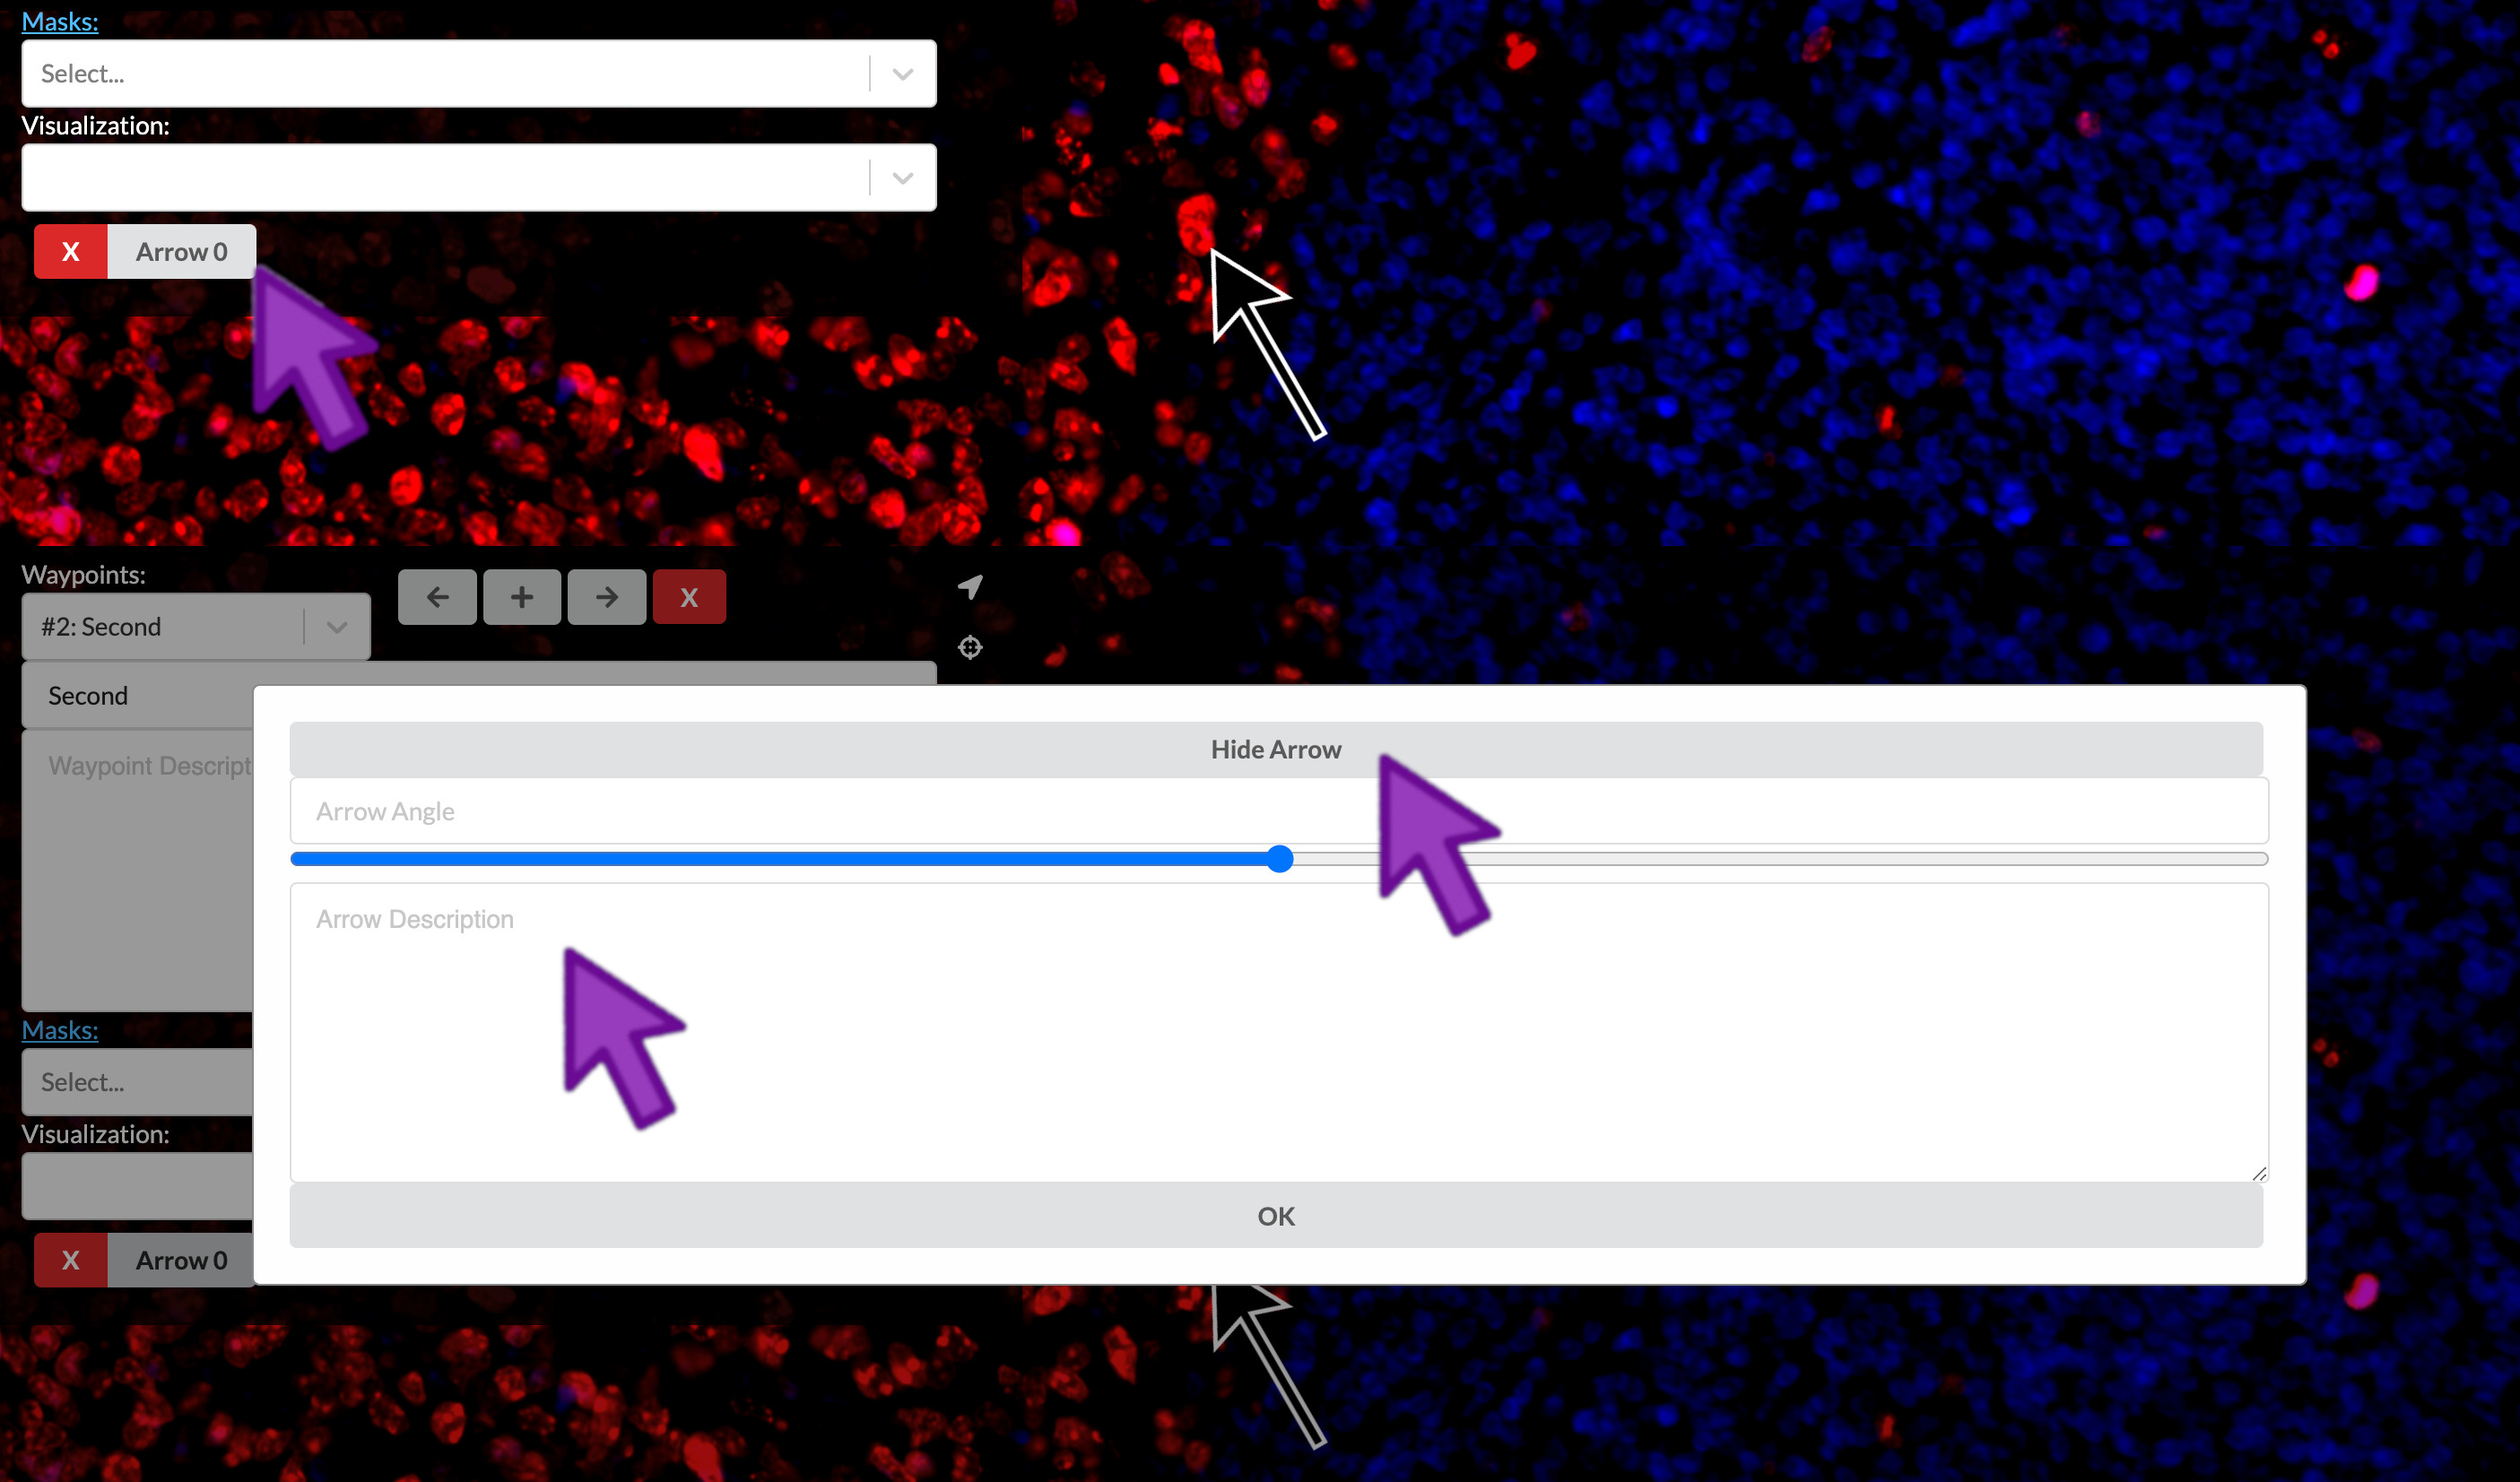 Masks:
Select...
Visualization:
X Arrow 0
Waypoints:
#2: Second
X
Second
Waypoint Descript
Hide Arrow
Arrow Angle
Arrow Description
Masks:
Select...
Visualization:
OK
X Arrow 0